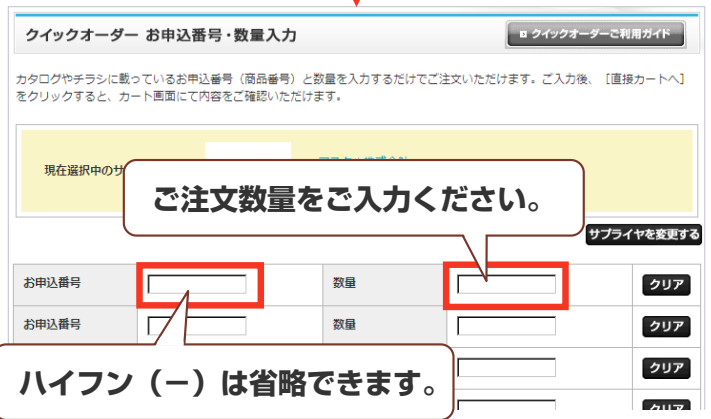 クイックオーダー お申込番号・数量入力
クイックオーダーご利用ガイド
カタログやチラシに載っているお申込番号（商品番号）と数量を入力するだけでご注文いただけます。ご入力後、［直接カートへ］
をクリックすると、カート画面にて内容をご確認いただけます。
現在選択中のサ
ご注文数量をご入力ください。
サプライヤを変更する
お申込番号 数量 クリア
お申込番号 数量 クリア
ハイフン（－）は省略できます。
クリア
クリア